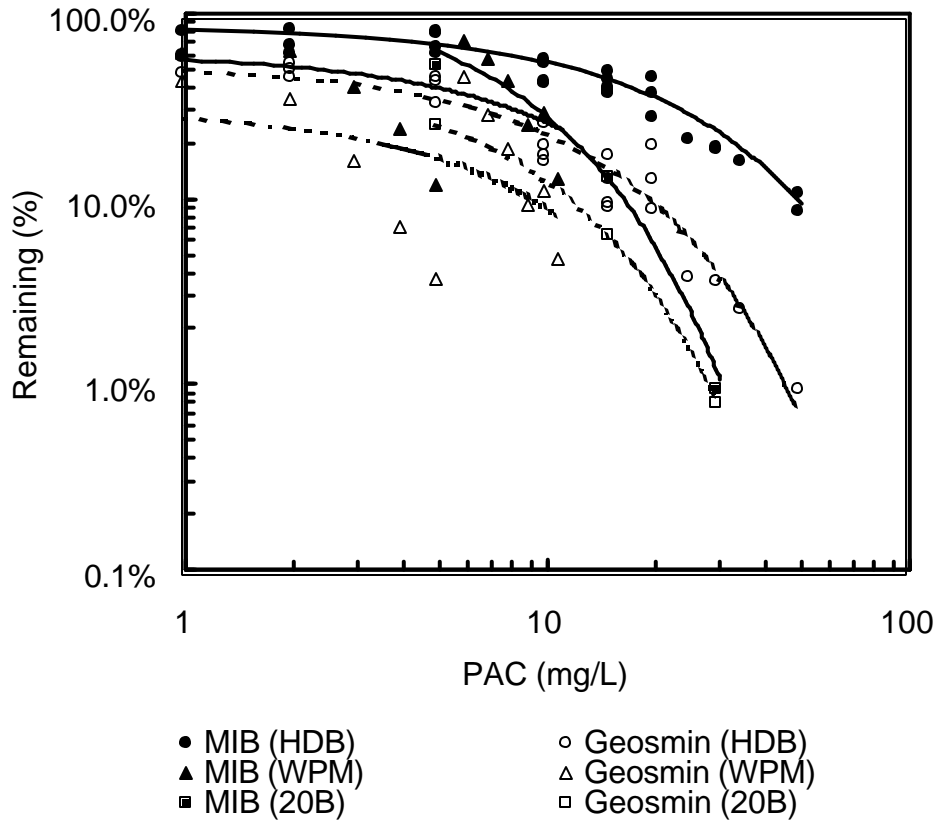 100.0%
10.0%
1.0%
0.1%
Remaining (%)
1 10 100
PAC (mg/L)
MIB (HDB) Geosmin (HDB)
MIB (WPM) Geosmin (WPM)
MIB (20B) Geosmin (20B)